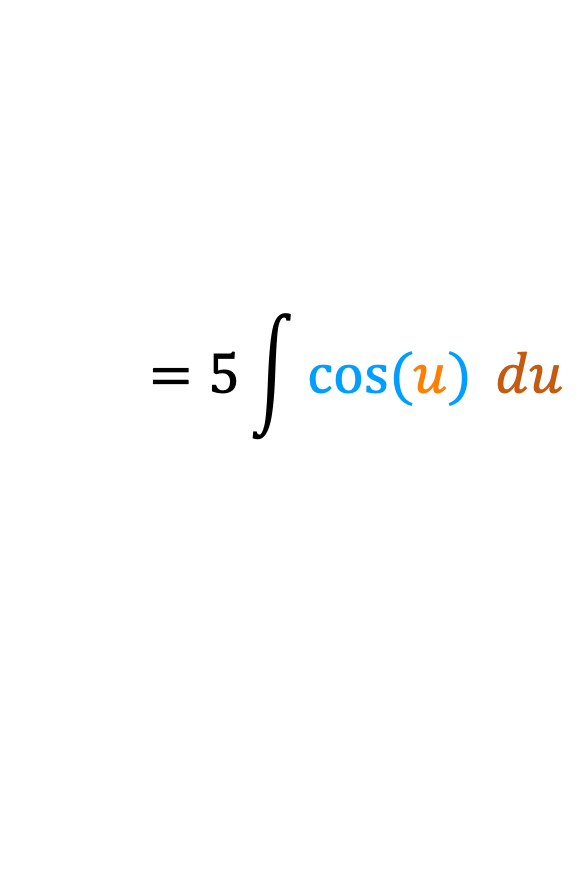 = 5 ∫ cos(u) du